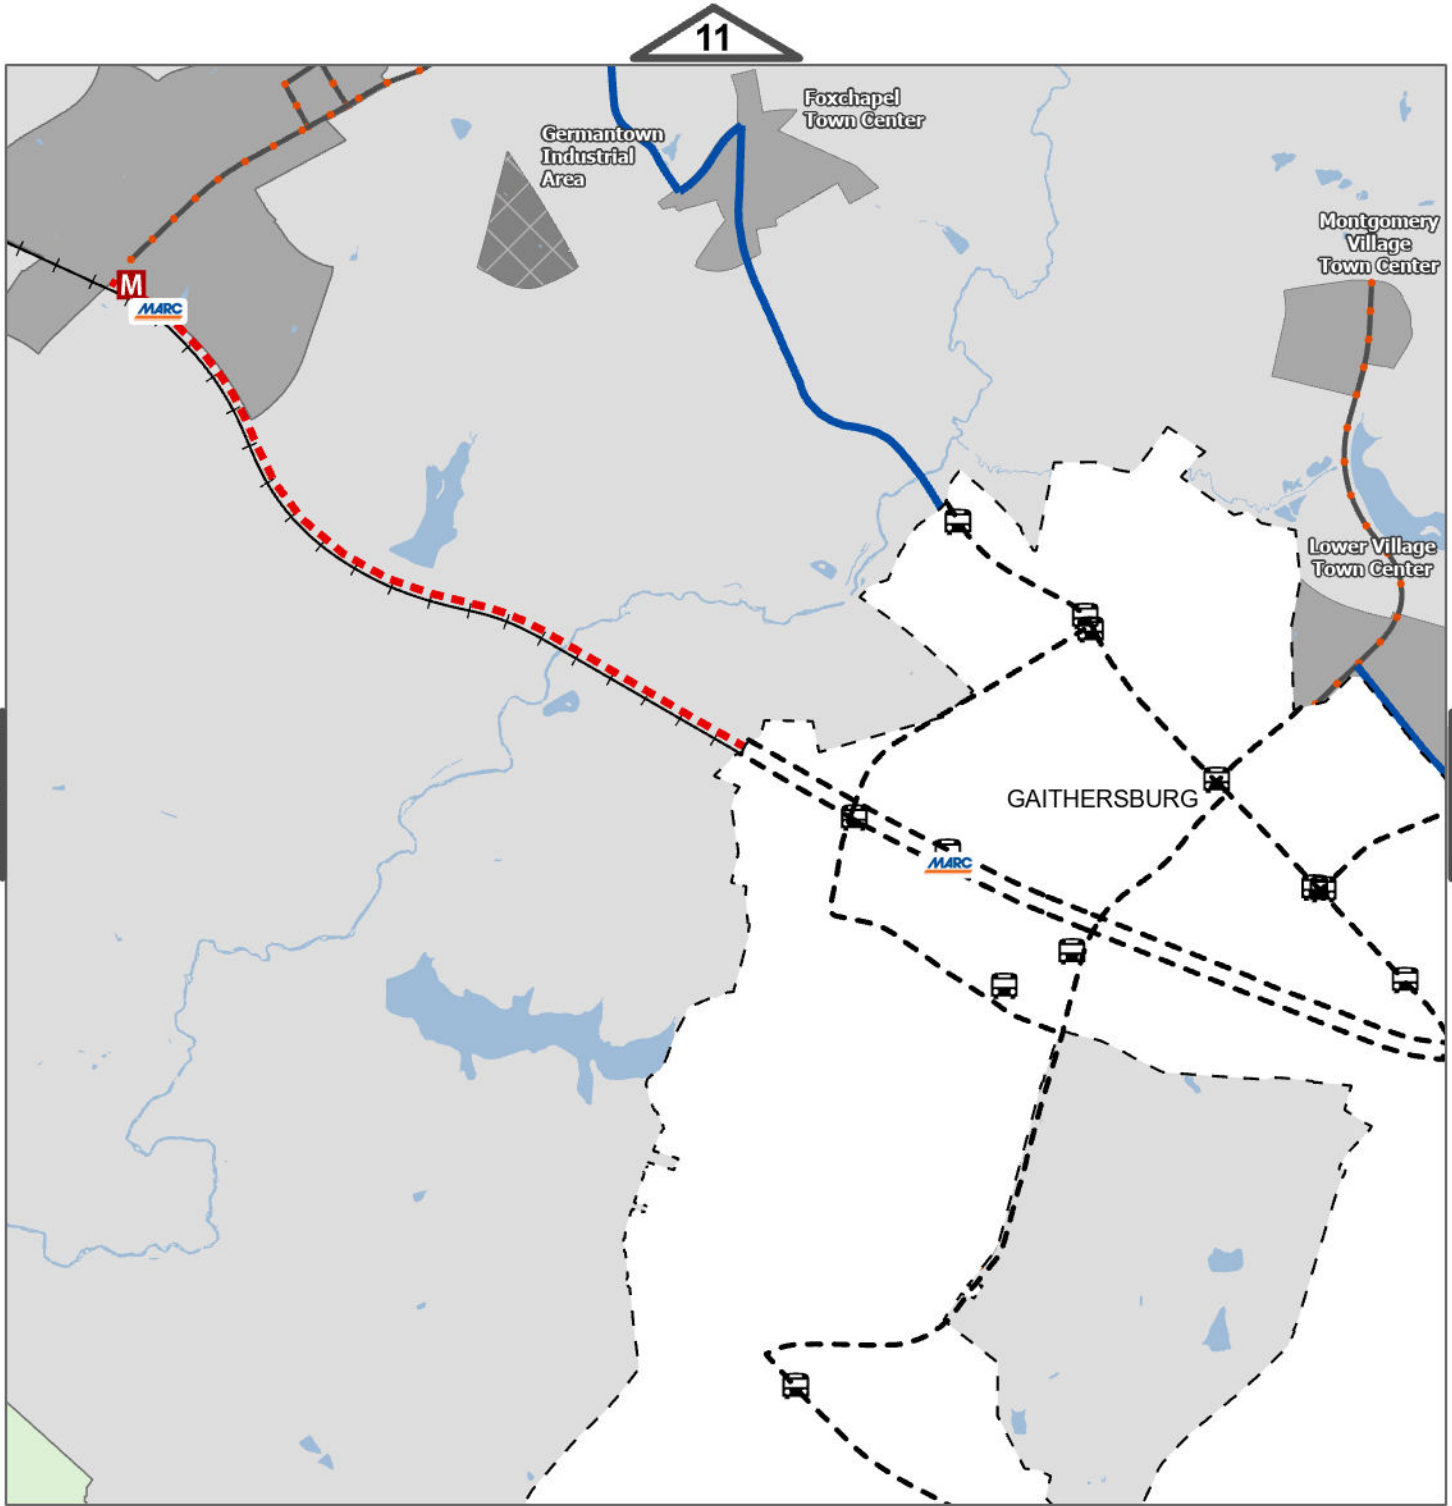 11
Foxchapel
Town Center
Germantown
Industrial
Area
Montgomery
Village
Town Center
M
MARC
Lower Village
Town Center
GAITHERSBURG
MARC